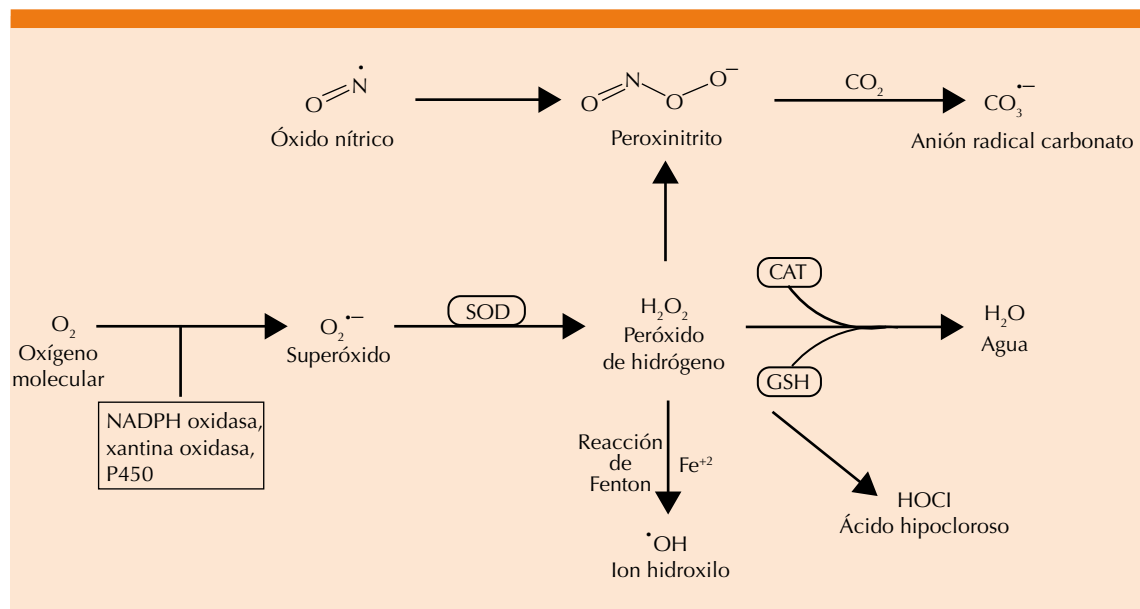 O N
Óxido nítrico
O N O O−
Peroxinitrito
CO₂
CO₃•−
Anión radical carbonato
O₂
Oxígeno
molecular
NADPH oxidasa,
xantina oxidasa,
P450
O₂•−
Superóxido
SOD
H₂O₂
Peróxido
de hidrógeno
CAT
GSH
H₂O
Agua
Reacción
de
Fenton
Fe+2
•OH
Ion hidroxilo
HOCl
Ácido hipocloroso